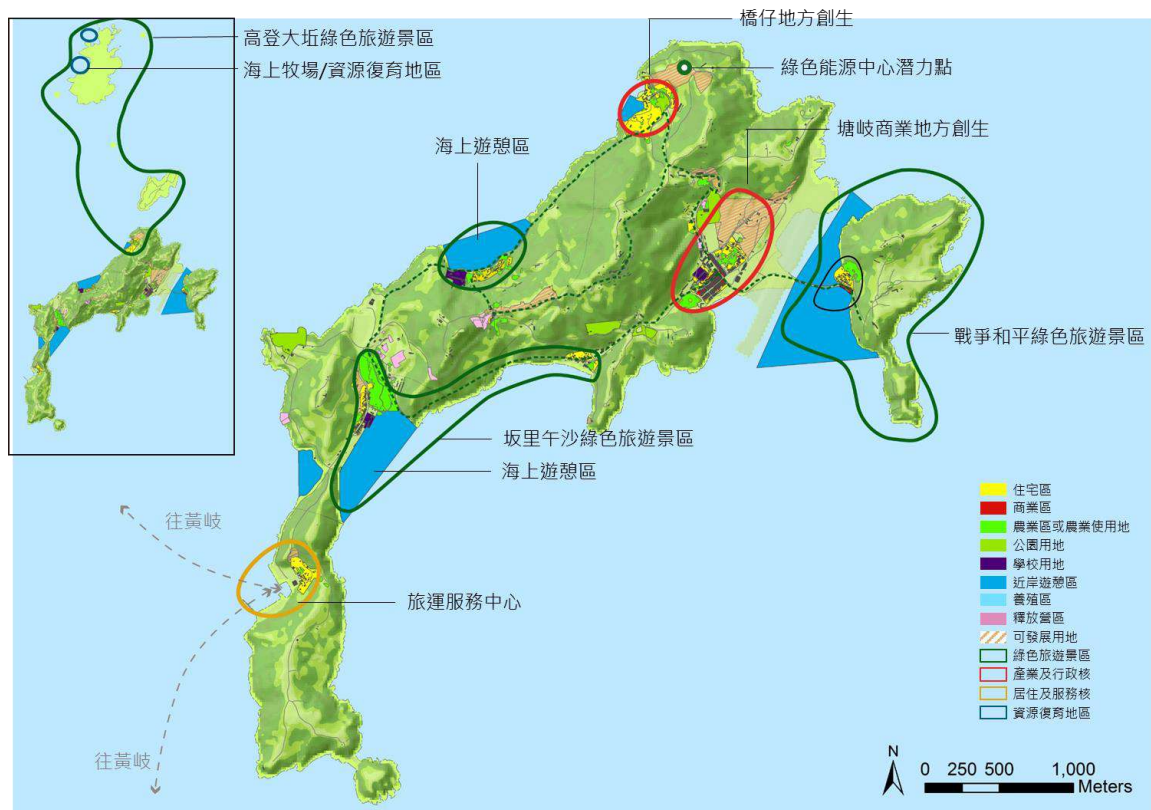 高登大坵綠色旅遊景區
海上牧場/資源復育地區
橋仔地方創生
綠色能源中心潛力點
塘岐商業地方創生
海上遊憩區
戰爭和平綠色旅遊景區
坂里午沙綠色旅遊景區
海上遊憩區
往黃岐
旅運服務中心
往黃岐
住宅區
商業區
農業區或農業使用地
公園用地
學校用地
近岸遊憩區
養殖區
釋放營區
可發展用地
綠色旅遊景區
產業及行政核
居住及服務核
資源復育地區
N
0 250 500 1,000
Meters